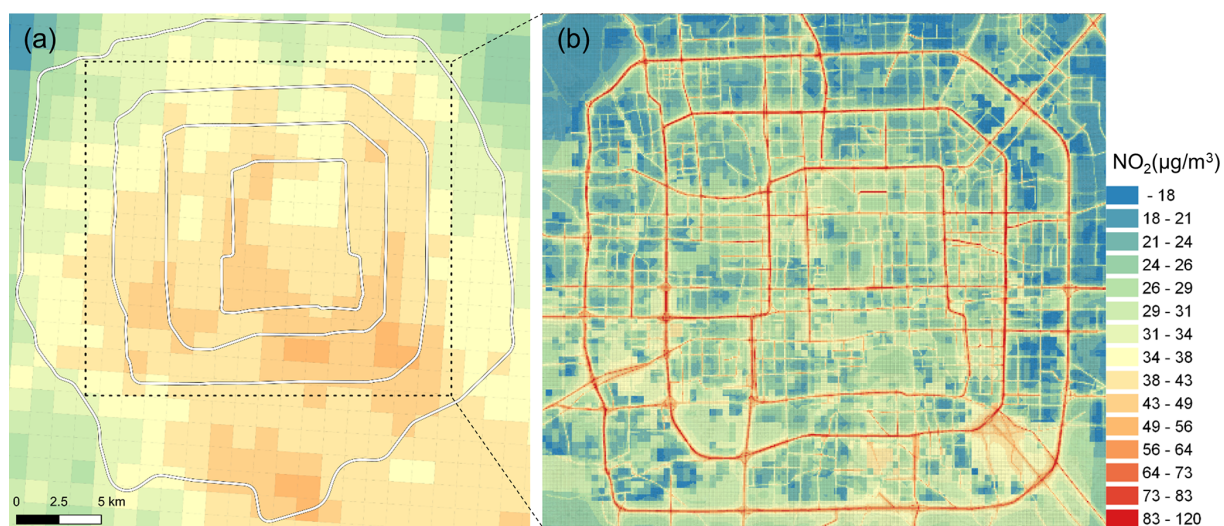 (a)
(b)
0 2.5 5 km
NO₂(μg/m³)
- 18
18 - 21
21 - 24
24 - 26
26 - 29
29 - 31
31 - 34
34 - 38
38 - 43
43 - 49
49 - 56
56 - 64
64 - 73
73 - 83
83 - 120